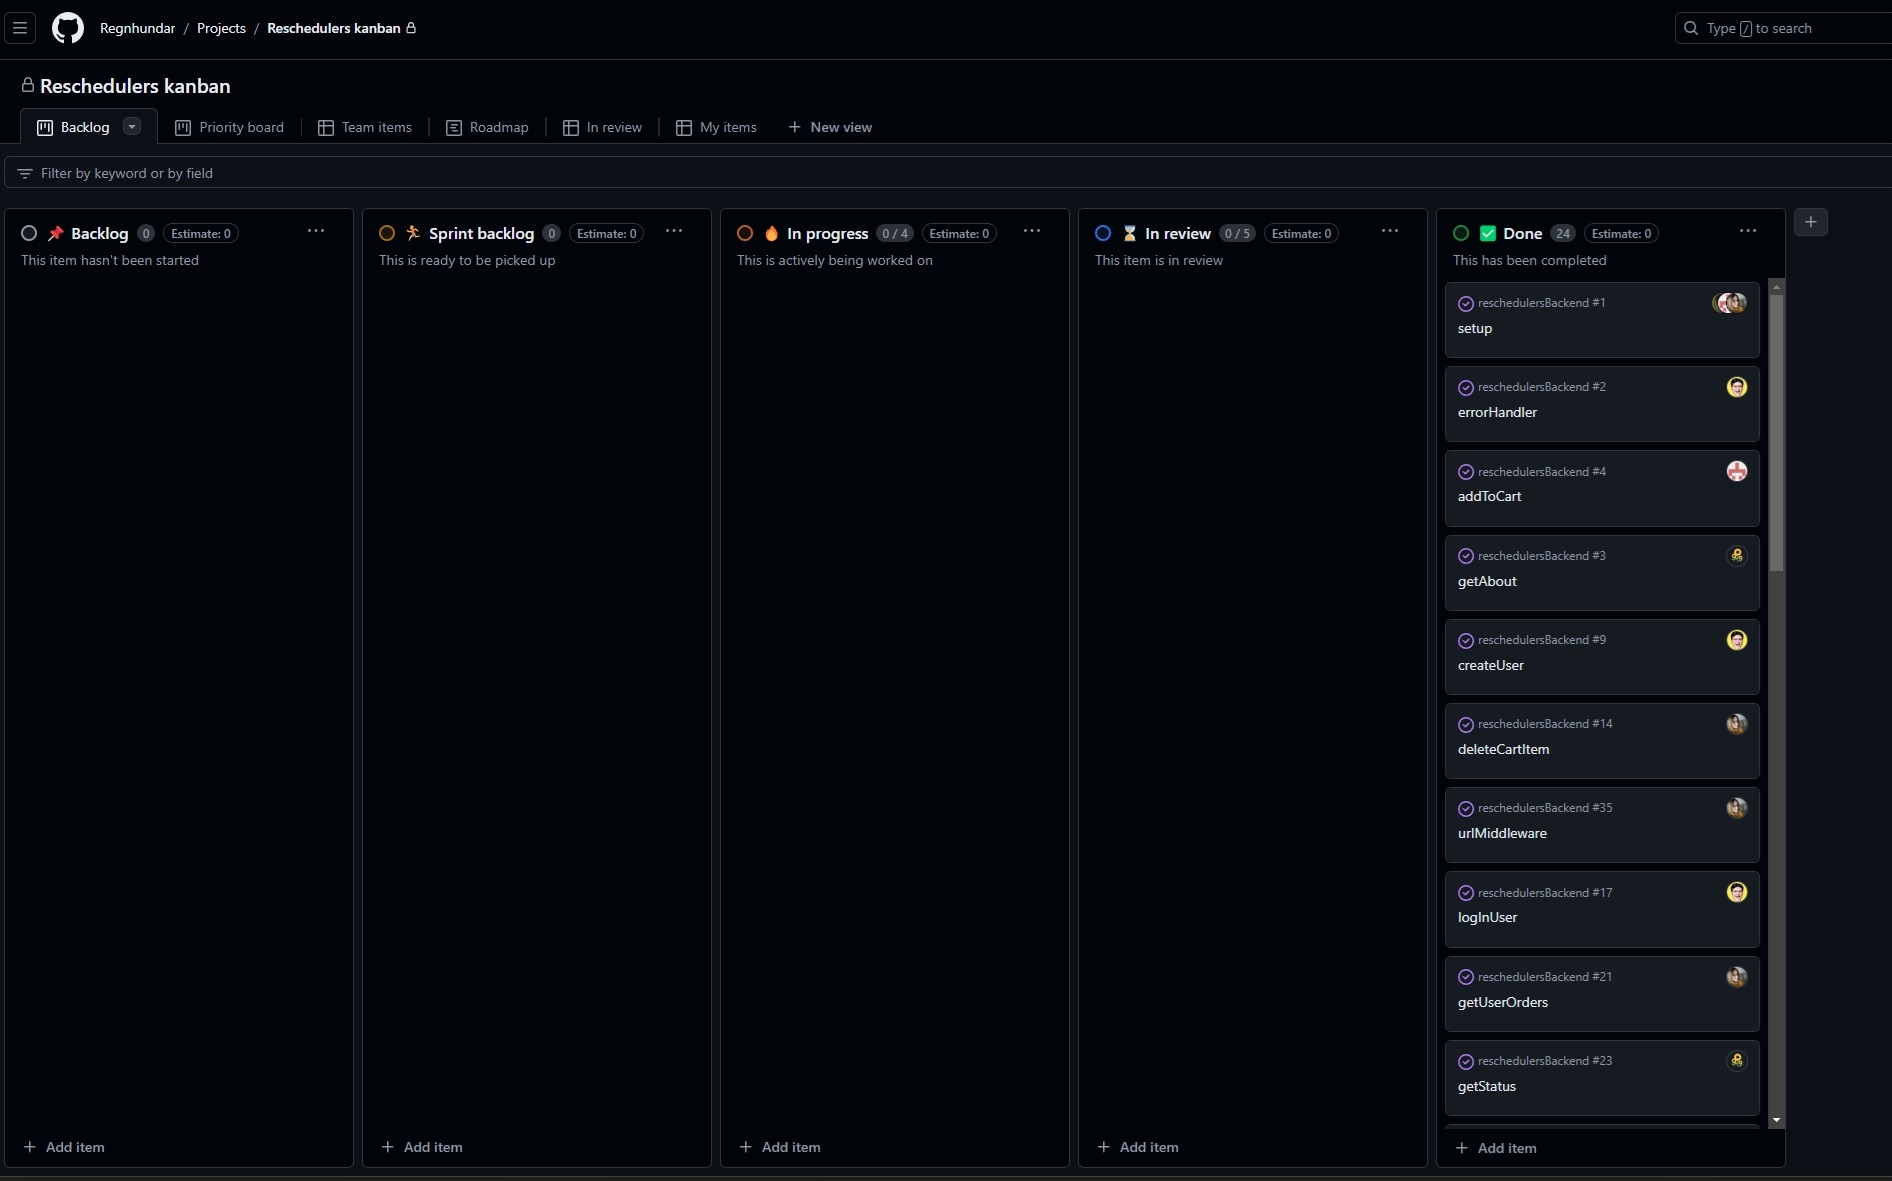 Regnhundar / Projects / Reschedulers kanban
Type / to search
Reschedulers kanban
Backlog
Priority board
Team items
Roadmap
In review
My items
New view
Filter by keyword or by field
Backlog 0 Estimate: 0
This item hasn't been started
Add item
Sprint backlog 0 Estimate: 0
This is ready to be picked up
Add item
In progress 0 / 4 Estimate: 0
This is actively being worked on
Add item
In review 0 / 5 Estimate: 0
This item is in review
Add item
Done 24 Estimate: 0
This has been completed
reschedulersBackend #1
setup
reschedulersBackend #2
errorHandler
reschedulersBackend #4
addToCart
reschedulersBackend #3
getAbout
reschedulersBackend #9
createUser
reschedulersBackend #14
deleteCartItem
reschedulersBackend #35
urlMiddleware
reschedulersBackend #17
logInUser
reschedulersBackend #21
getUserOrders
reschedulersBackend #23
getStatus
Add item